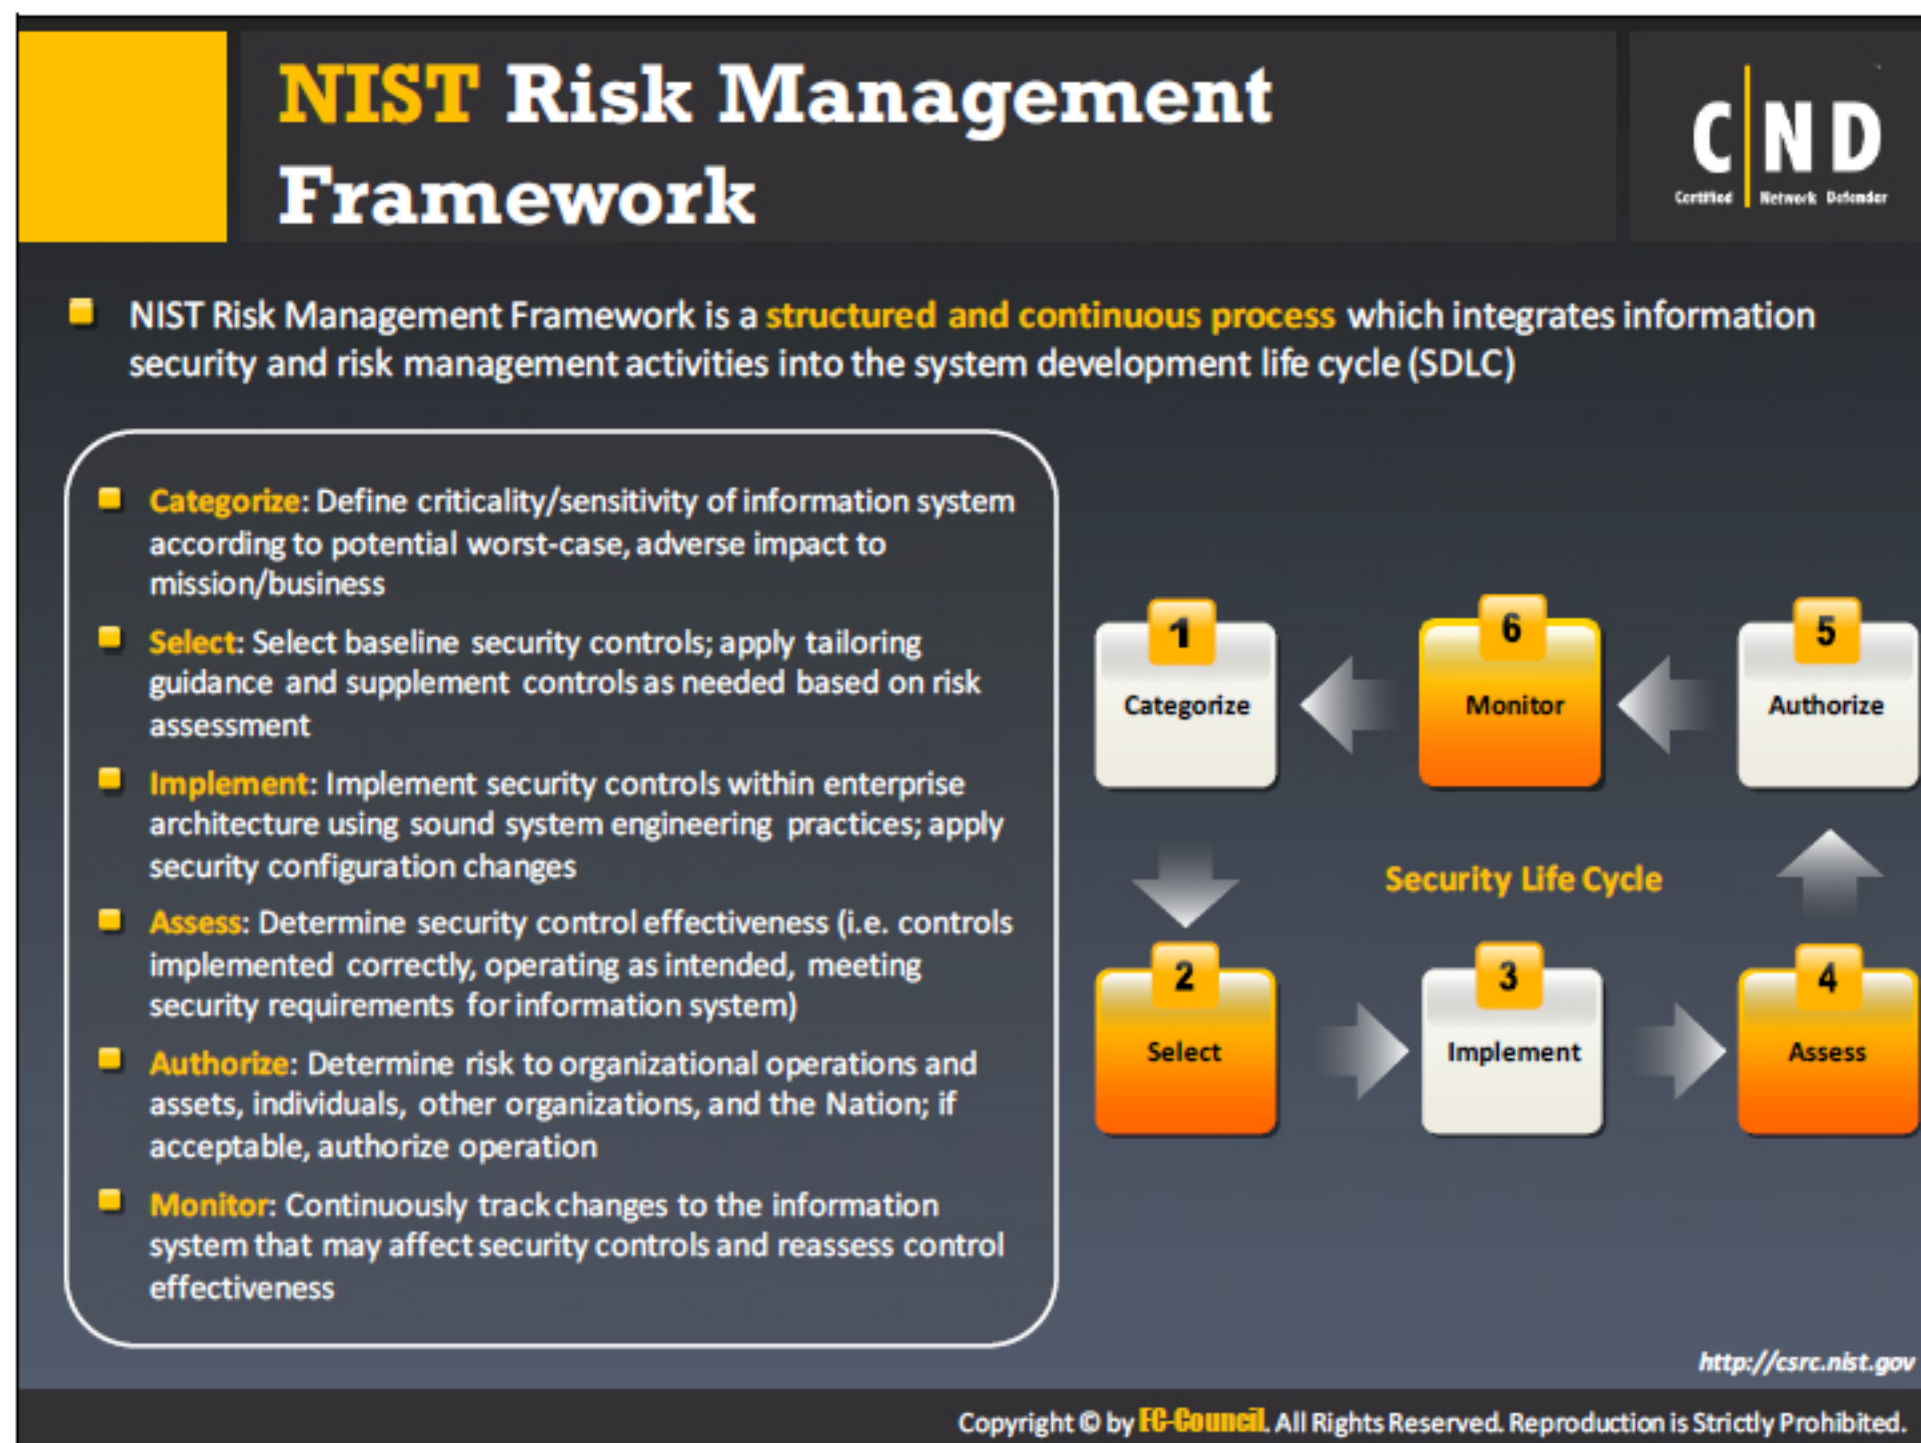 NIST Risk Management
Framework
C|ND
Certified Network Defender
NIST Risk Management Framework is a structured and continuous process which integrates information
security and risk management activities into the system development life cycle (SDLC)
Categorize: Define criticality/sensitivity of information system
according to potential worst-case, adverse impact to
mission/business
Select: Select baseline security controls; apply tailoring
guidance and supplement controls as needed based on risk
assessment
Implement: Implement security controls within enterprise
architecture using sound system engineering practices; apply
security configuration changes
Assess: Determine security control effectiveness (i.e. controls
implemented correctly, operating as intended, meeting
security requirements for information system)
Authorize: Determine risk to organizational operations and
assets, individuals, other organizations, and the Nation; if
acceptable, authorize operation
Monitor: Continuously track changes to the information
system that may affect security controls and reassess control
effectiveness
1
Categorize
6
Monitor
5
Authorize
Security Life Cycle
2
Select
3
Implement
4
Assess
http://csrc.nist.gov
Copyright © by EC-Council. All Rights Reserved. Reproduction is Strictly Prohibited.